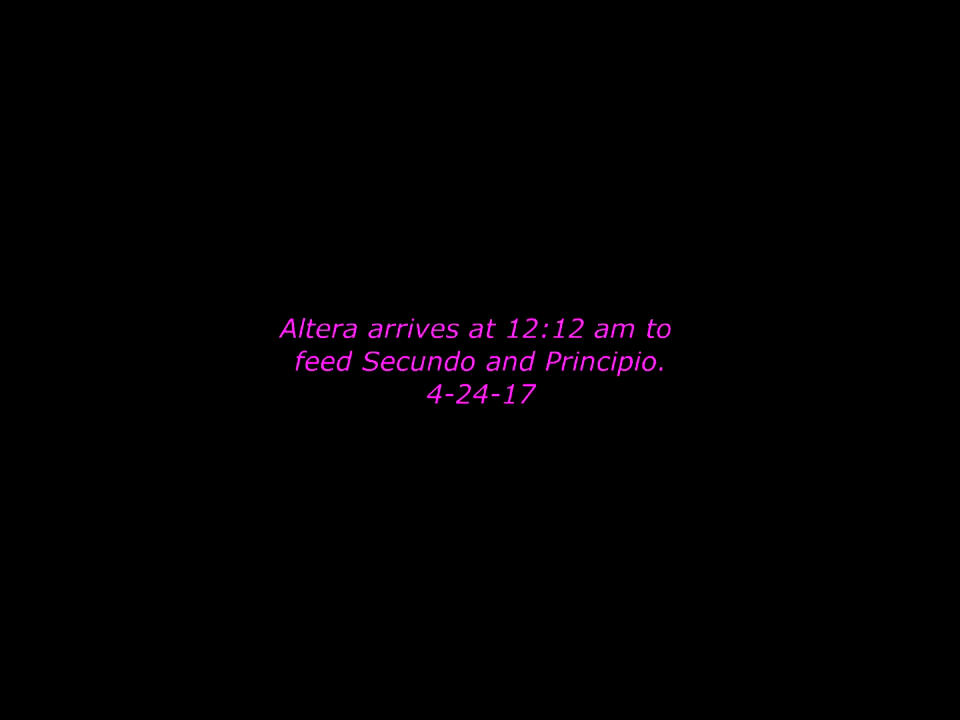 Altera arrives at 12:12 am to
feed Secundo and Principio.
4-24-17